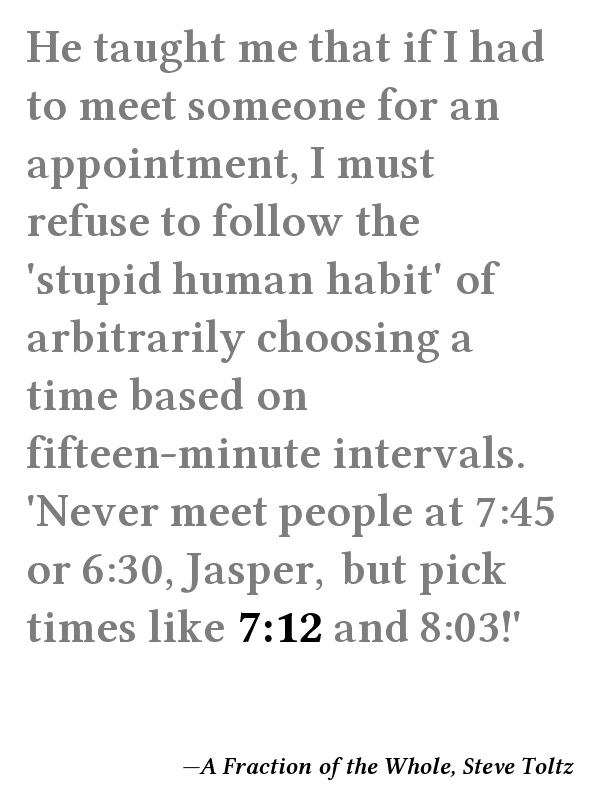 He taught me that if I had
to meet someone for an
appointment, I must
refuse to follow the
'stupid human habit' of
arbitrarily choosing a
time based on
fifteen-minute intervals.
'Never meet people at 7:45
or 6:30, Jasper, but pick
times like 7:12 and 8:03!'
—A Fraction of the Whole, Steve Toltz